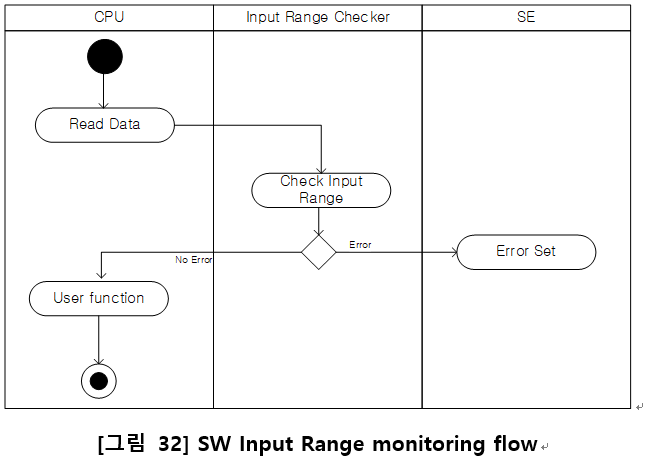 CPU
Input Range Checker
SE
Read Data
Check Input
Range
Error
No Error
Error Set
User function
[그림 32] SW Input Range monitoring flow